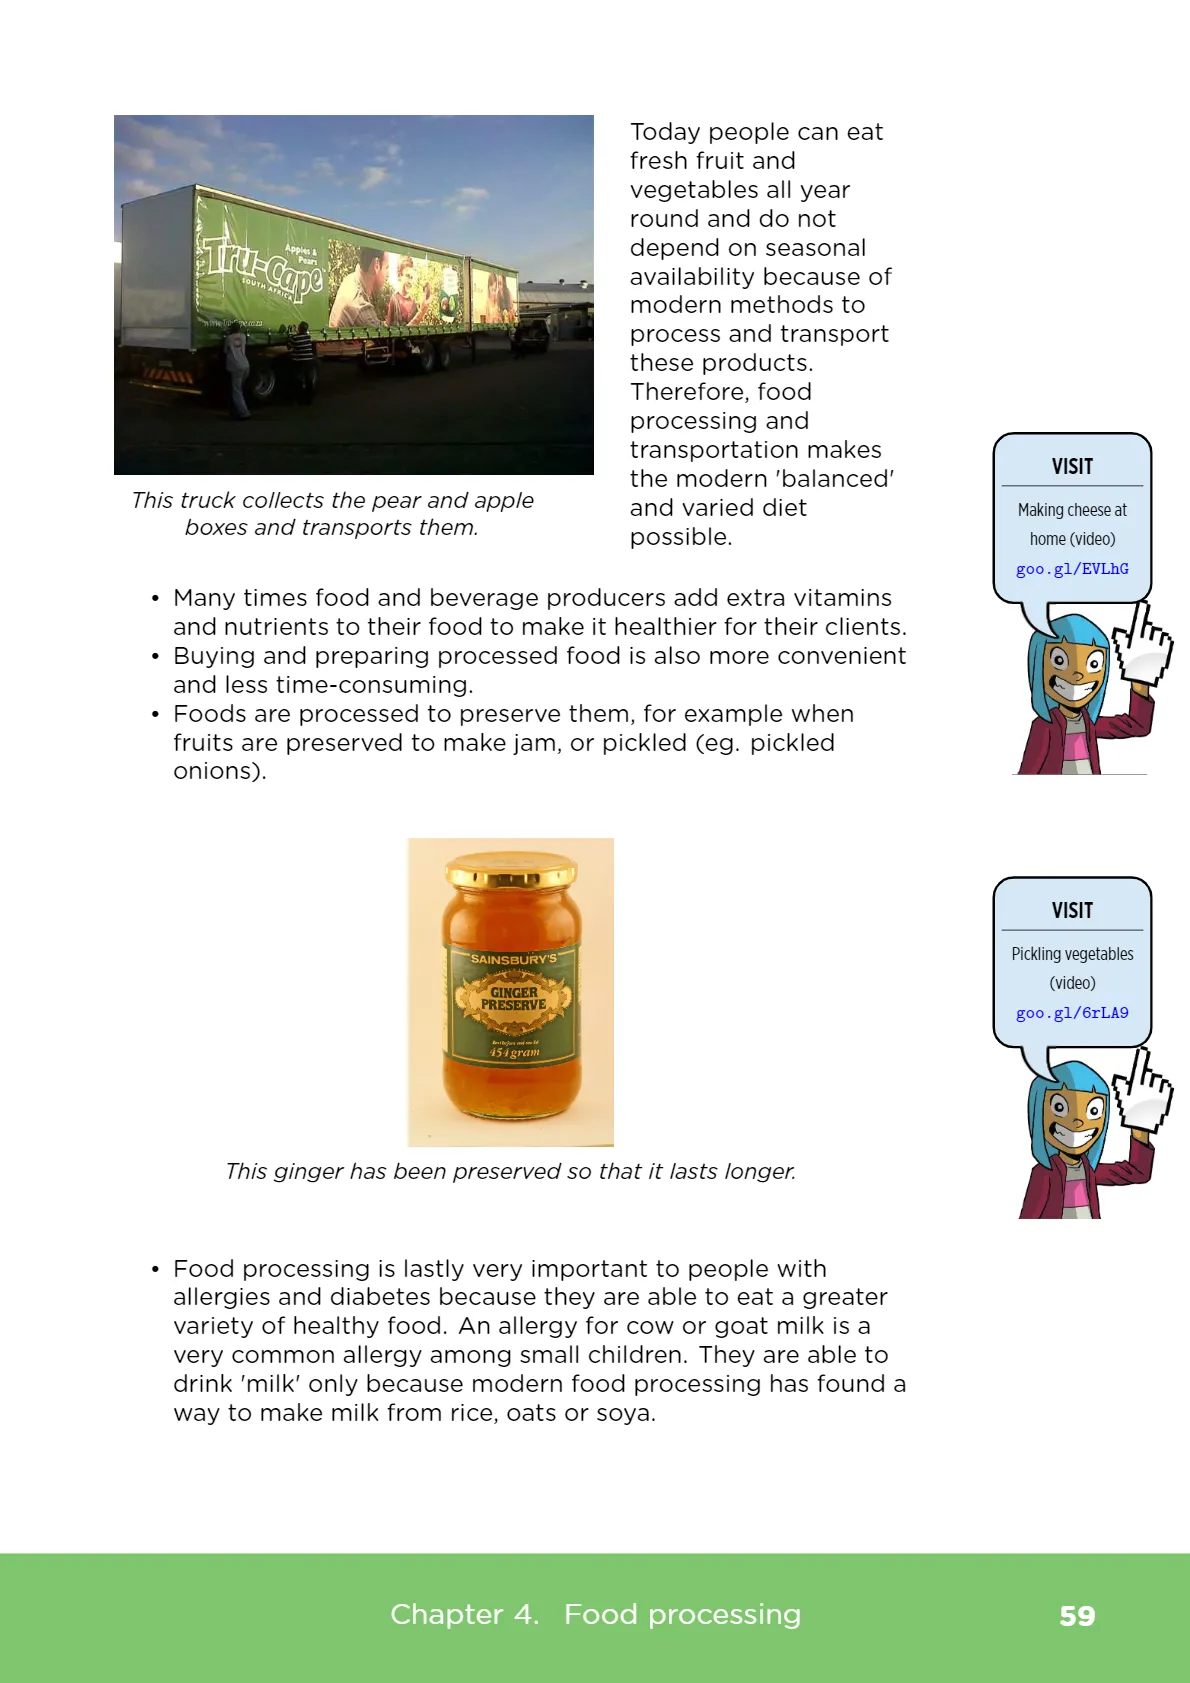 Apples &
Pears
Tru-Cape
SOUTH AFRICA
Today people can eat
fresh fruit and
vegetables all year
round and do not
depend on seasonal
availability because of
modern methods to
process and transport
these products.
Therefore, food
processing and
transportation makes
the modern 'balanced'
and varied diet
possible.
This truck collects the pear and apple
boxes and transports them.
VISIT
Making cheese at
home (video)
goo.gl/EVLhG
• Many times food and beverage producers add extra vitamins
and nutrients to their food to make it healthier for their clients.
• Buying and preparing processed food is also more convenient
and less time-consuming.
• Foods are processed to preserve them, for example when
fruits are preserved to make jam, or pickled (eg. pickled
onions).
SAINSBURY'S
GINGER
PRESERVE
454 gram
This ginger has been preserved so that it lasts longer.
VISIT
Pickling vegetables
(video)
goo.gl/6rLA9
• Food processing is lastly very important to people with
allergies and diabetes because they are able to eat a greater
variety of healthy food. An allergy for cow or goat milk is a
very common allergy among small children. They are able to
drink 'milk' only because modern food processing has found a
way to make milk from rice, oats or soya.
Chapter 4. Food processing
59